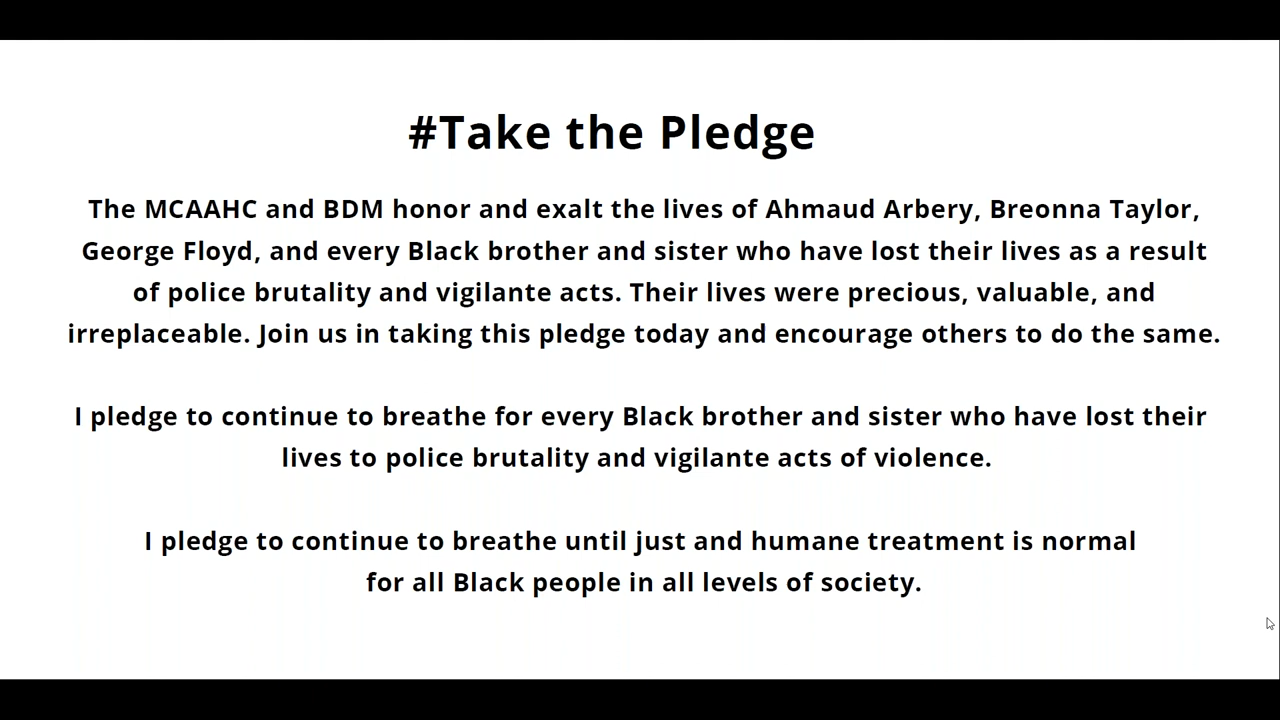 #Take the Pledge
The MCAAHC and BDM honor and exalt the lives of Ahmaud Arbery, Breonna Taylor,
George Floyd, and every Black brother and sister who have lost their lives as a result
of police brutality and vigilante acts. Their lives were precious, valuable, and
irreplaceable. Join us in taking this pledge today and encourage others to do the same.
I pledge to continue to breathe for every Black brother and sister who have lost their
lives to police brutality and vigilante acts of violence.
I pledge to continue to breathe until just and humane treatment is normal
for all Black people in all levels of society.